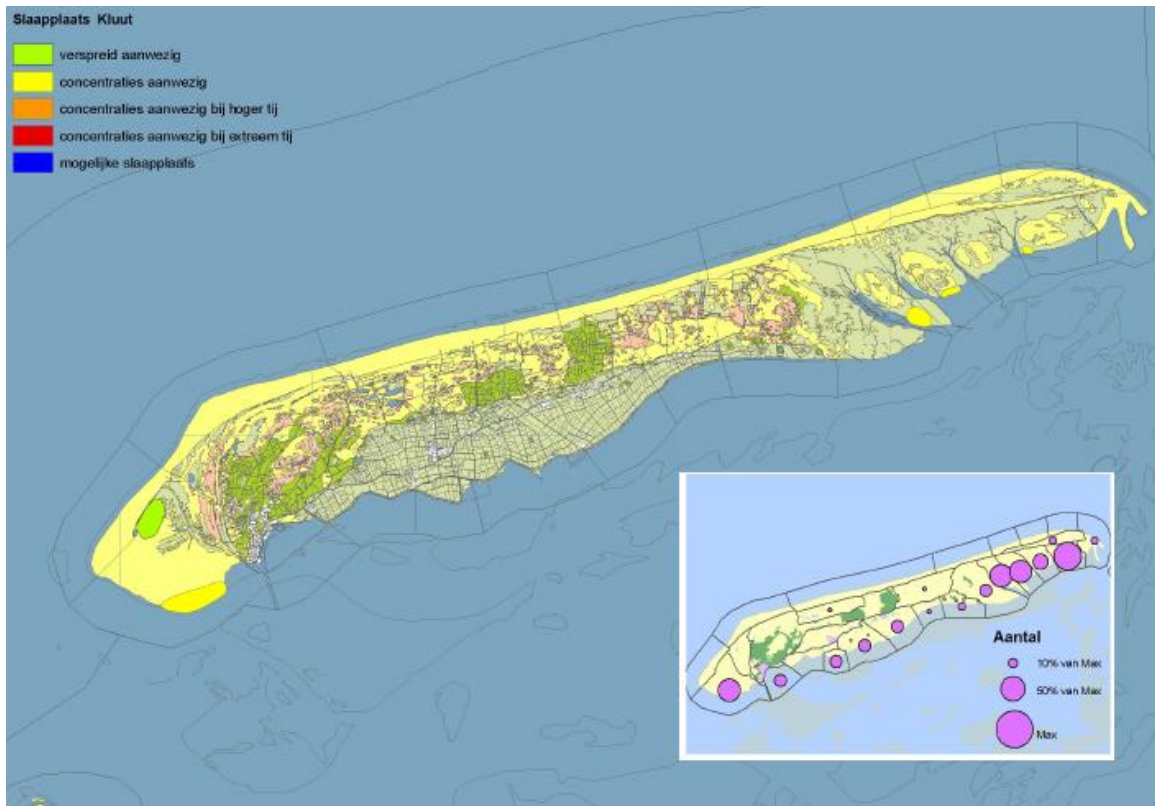 Slaapplaats Kluut
verspreid aanwezig
concentraties aanwezig
concentraties aanwezig bij hoger tij
concentraties aanwezig bij extreem tij
mogelijke slaapplaats
Aantal
10% van Max
50% van Max
Max